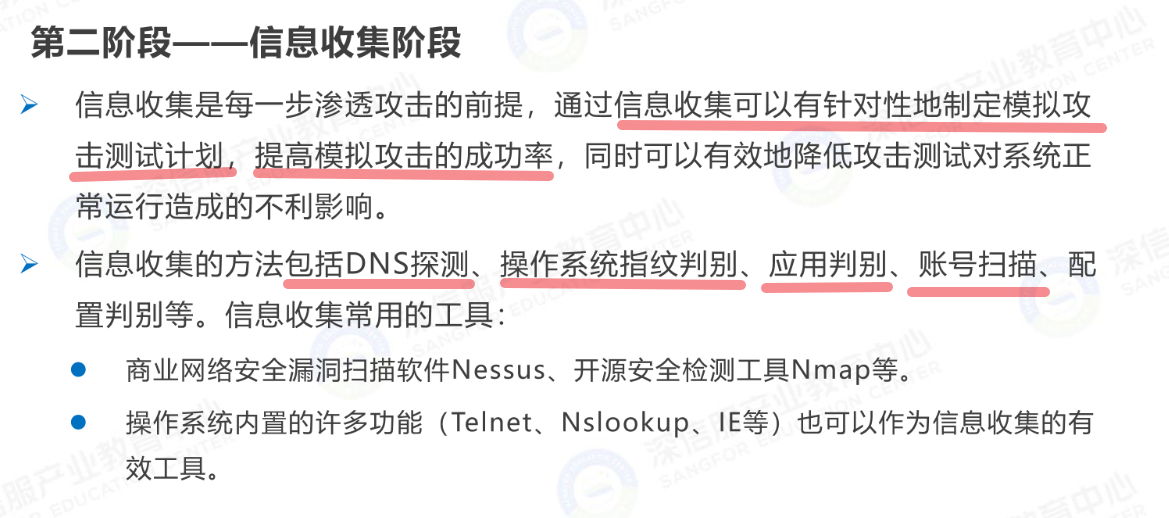 第二阶段——信息收集阶段
信息收集是每一步渗透攻击的前提，通过信息收集可以有针对性地制定模拟攻
击测试计划，提高模拟攻击的成功率，同时可以有效地降低攻击测试对系统正
常运行造成的不利影响。
信息收集的方法包括DNS探测、操作系统指纹判别、应用判别、账号扫描、配
置判别等。信息收集常用的工具：
商业网络安全漏洞扫描软件Nessus、开源安全检测工具Nmap等。
操作系统内置的许多功能（Telnet、Nslookup、IE等）也可以作为信息收集的有
效工具。
深信服产业教育中心
SANGFOR EDUCATION CENTER